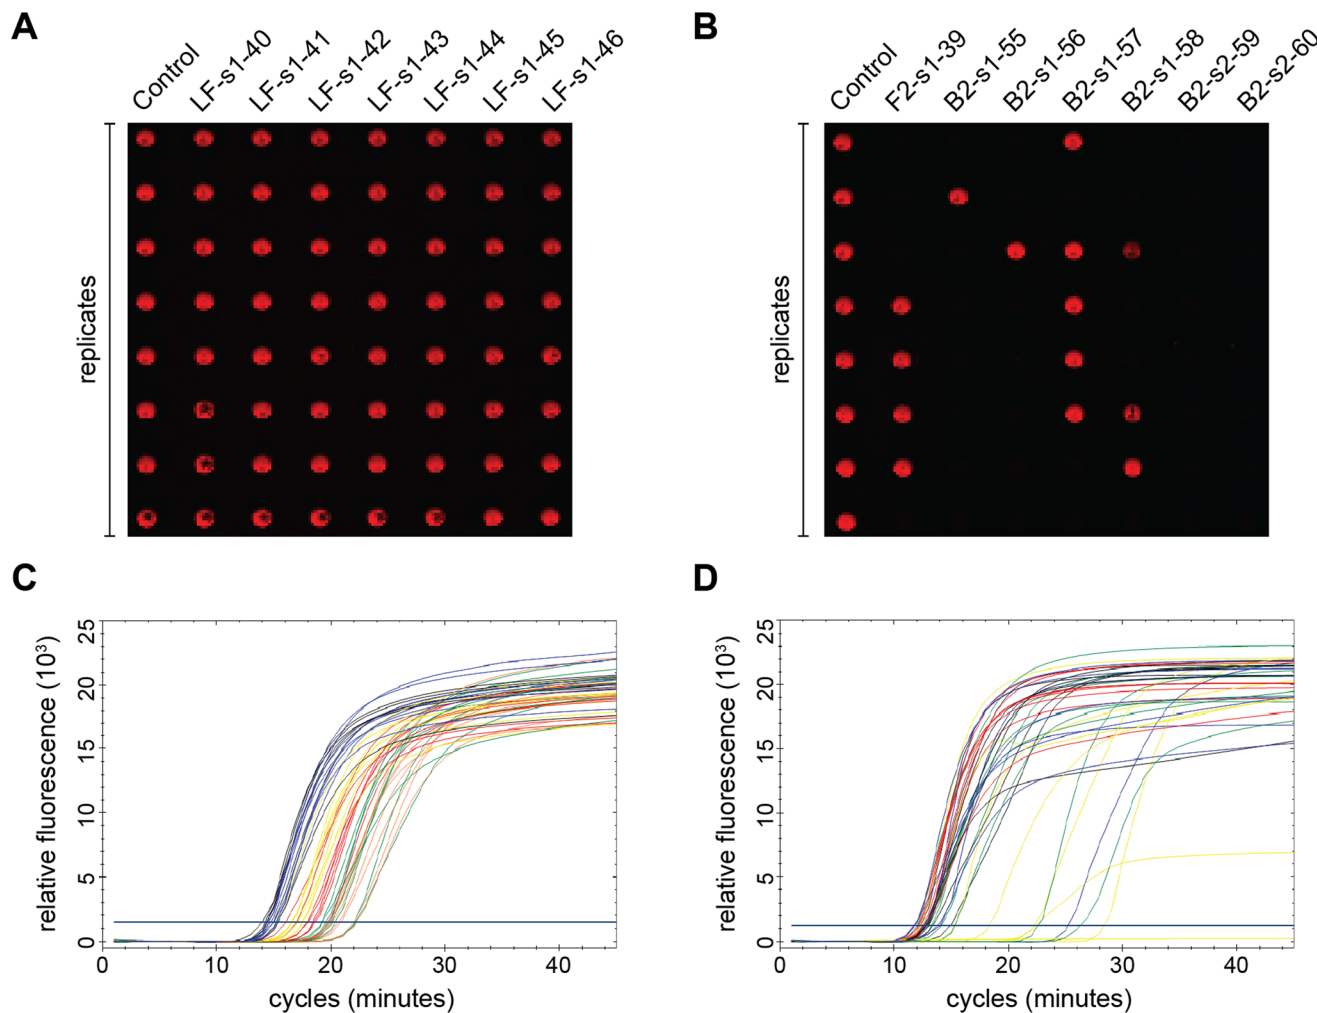 A
Control
LF-s1-40
LF-s1-41
LF-s1-42
LF-s1-43
LF-s1-44
LF-s1-45
LF-s1-46
replicates
B
Control
F2-s1-39
B2-s1-55
B2-s1-56
B2-s1-57
B2-s1-58
B2-s2-59
B2-s2-60
replicates
C
relative fluorescence (10³)
25
20
15
10
5
0
0 10 20 30 40
cycles (minutes)
D
relative fluorescence (10³)
25
20
15
10
5
0
0 10 20 30 40
cycles (minutes)